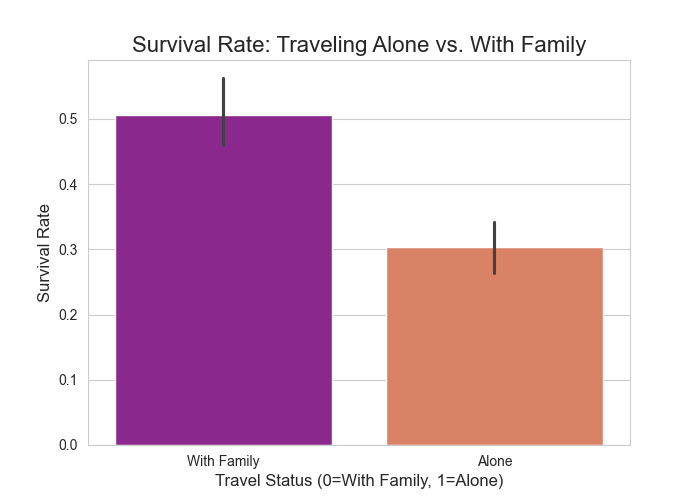 Survival Rate: Traveling Alone vs. With Family
Survival Rate
0.5
0.4
0.3
0.2
0.1
0.0
With Family
Alone
Travel Status (0=With Family, 1=Alone)